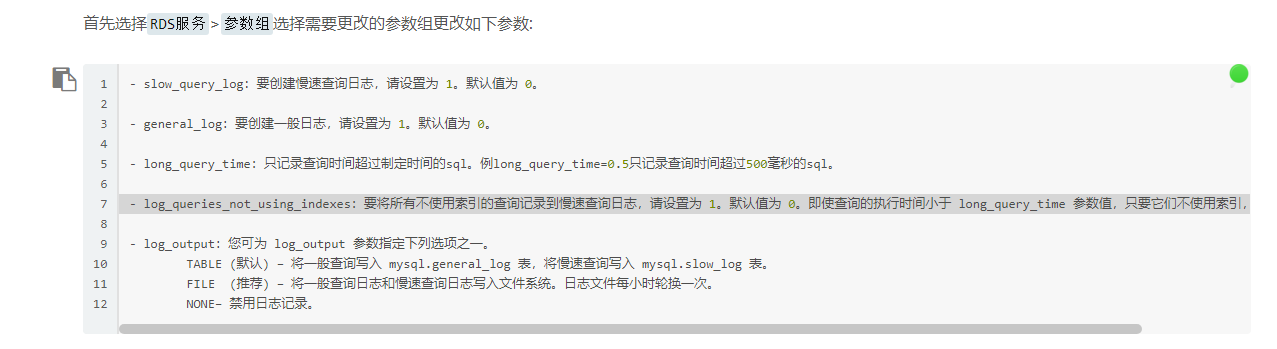 首先选择RDS服务>参数组选择需要更改的参数组更改如下参数:
1 - slow_query_log: 要创建慢速查询日志，请设置为 1。默认值为 0。
2
3 - general_log: 要创建一般日志，请设置为 1。默认值为 0。
4
5 - long_query_time: 只记录查询时间超过制定时间的sql。例long_query_time=0.5只记录查询时间超过500毫秒的sql。
6
7 - log_queries_not_using_indexes: 要将所有不使用索引的查询记录到慢速查询日志，请设置为 1。默认值为 0。即使查询的执行时间小于 long_query_time 参数值，只要它们不使用索引，
8
9 - log_output: 您可为 log_output 参数指定下列选项之一。
10 TABLE (默认) – 将一般查询写入 mysql.general_log 表，将慢速查询写入 mysql.slow_log 表。
11 FILE (推荐) – 将一般查询日志和慢速查询日志写入文件系统。日志文件每小时轮换一次。
12 NONE– 禁用日志记录。